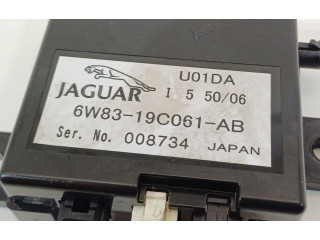 U01DA
JAGUAR I 5 50/06
6W83-19C061-AB
Ser. No. 008734 JAPAN